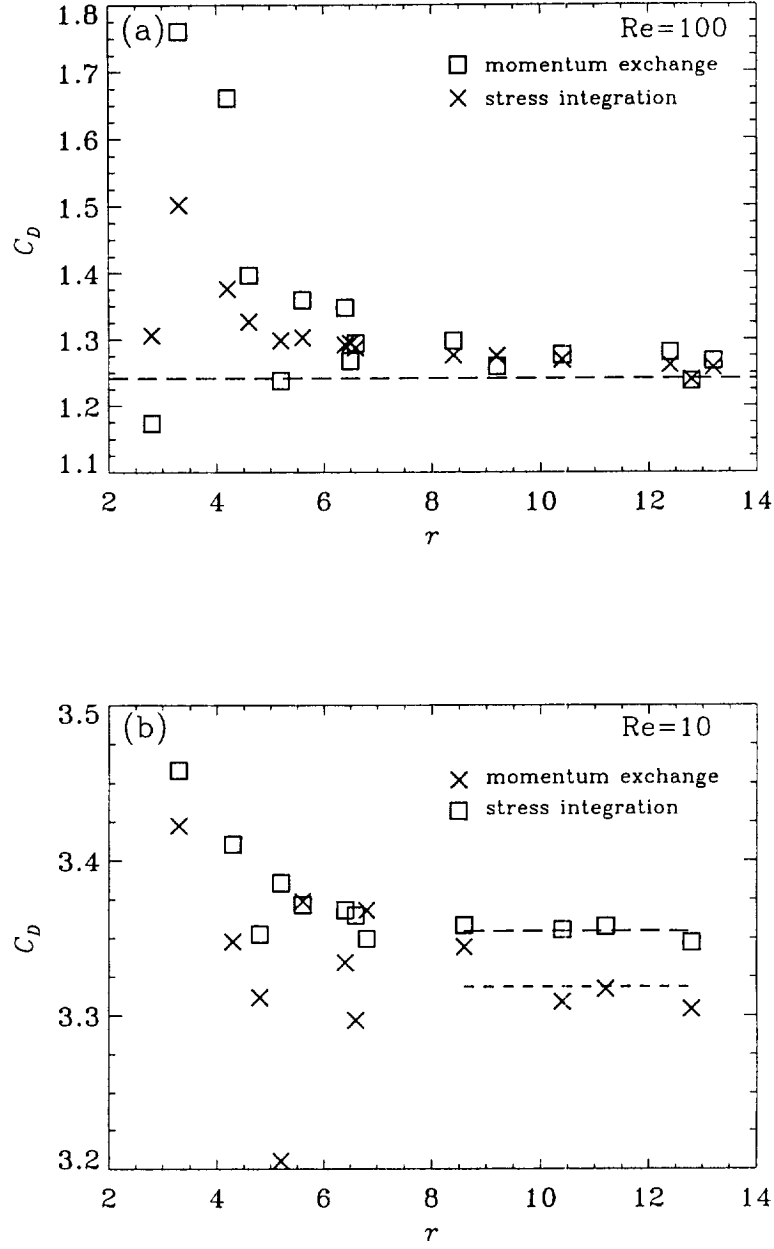 (a)
Re=100
momentum exchange
stress integration
1.8
1.7
1.6
1.5
1.4
1.3
1.2
1.1
C_D
2 4 6 8 10 12 14
r
(b)
Re=10
momentum exchange
stress integration
3.5
3.4
3.3
3.2
C_D
2 4 6 8 10 12 14
r